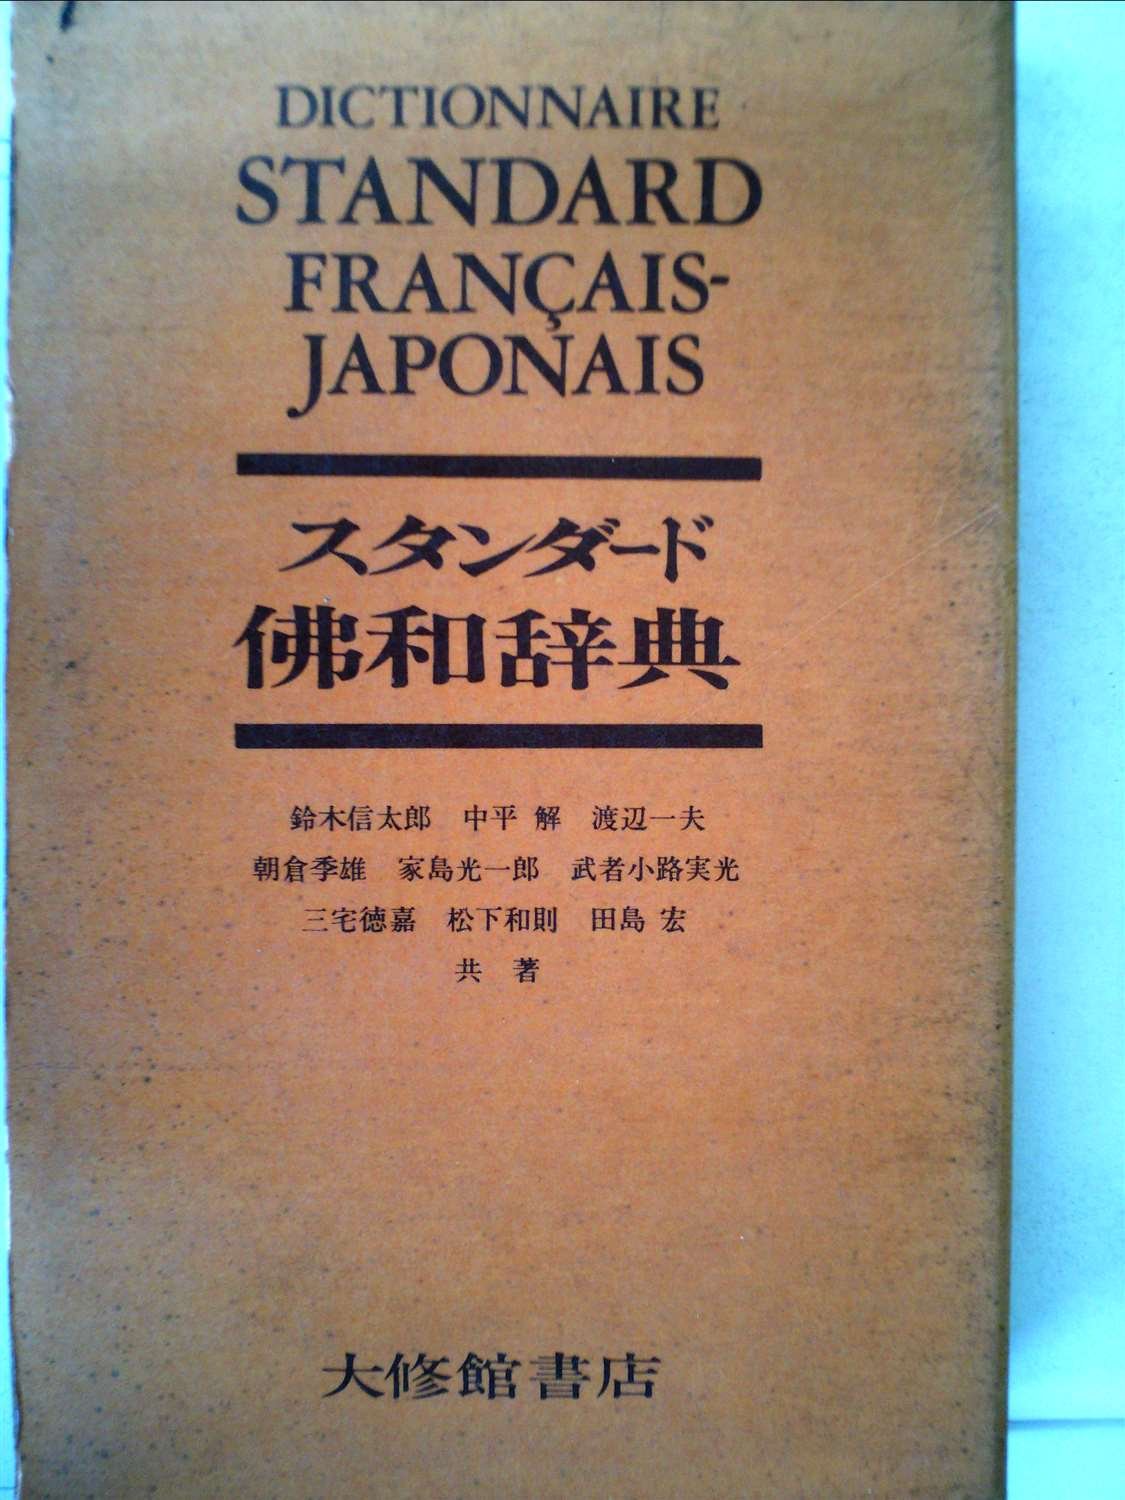 DICTIONNAIRE
STANDARD
FRANÇAIS-
JAPONAIS
スタンダード
佛和辞典
鈴木信太郎 中平 解 渡辺一夫
朝倉季雄 家島光一郎 武者小路実光
三宅徳嘉 松下和則 田島 宏
共 著
大修館書店